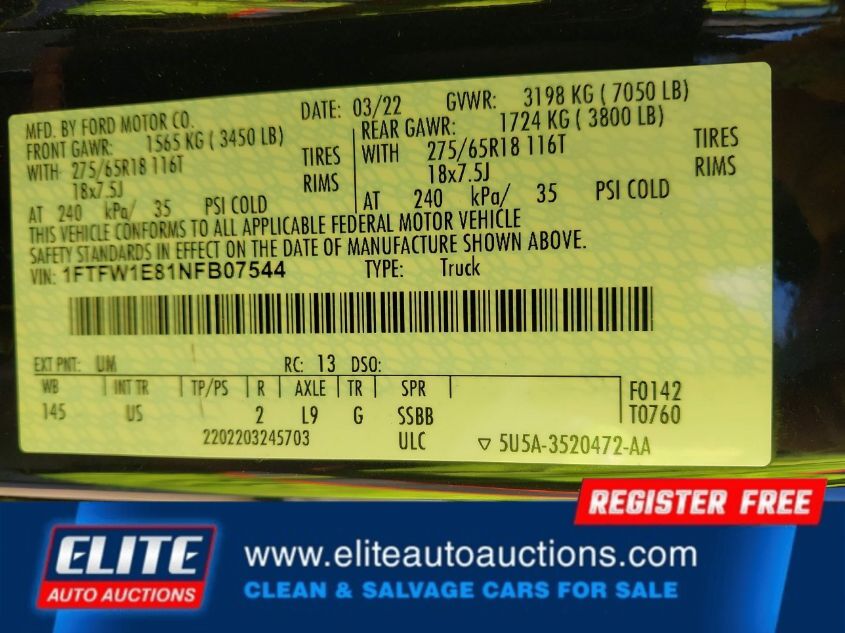 MFD. BY FORD MOTOR CO. DATE: 03/22 GVWR: 3198 KG ( 7050 LB)
FRONT GAWR: 1565 KG ( 3450 LB) REAR GAWR: 1724 KG ( 3800 LB)
WITH 275/65R18 116T TIRES WITH 275/65R18 116T TIRES
18x7.5J RIMS 18x7.5J RIMS
AT 240 kPa/ 35 PSI COLD AT 240 kPa/ 35 PSI COLD
THIS VEHICLE CONFORMS TO ALL APPLICABLE FEDERAL MOTOR VEHICLE
SAFETY STANDARDS IN EFFECT ON THE DATE OF MANUFACTURE SHOWN ABOVE.
VIN: 1FTFW1E81NFB07544 TYPE: Truck
EXT PNT: UM RC: 13 DSO:
WB INT TR TP/PS R AXLE TR SPR F0142
145 US 2 L9 G SSBB T0760
2202203245703 ULC ▽ 5U5A-3520472-AA
REGISTER FREE
ELITE
AUTO AUCTIONS
www.eliteautoauctions.com
CLEAN & SALVAGE CARS FOR SALE